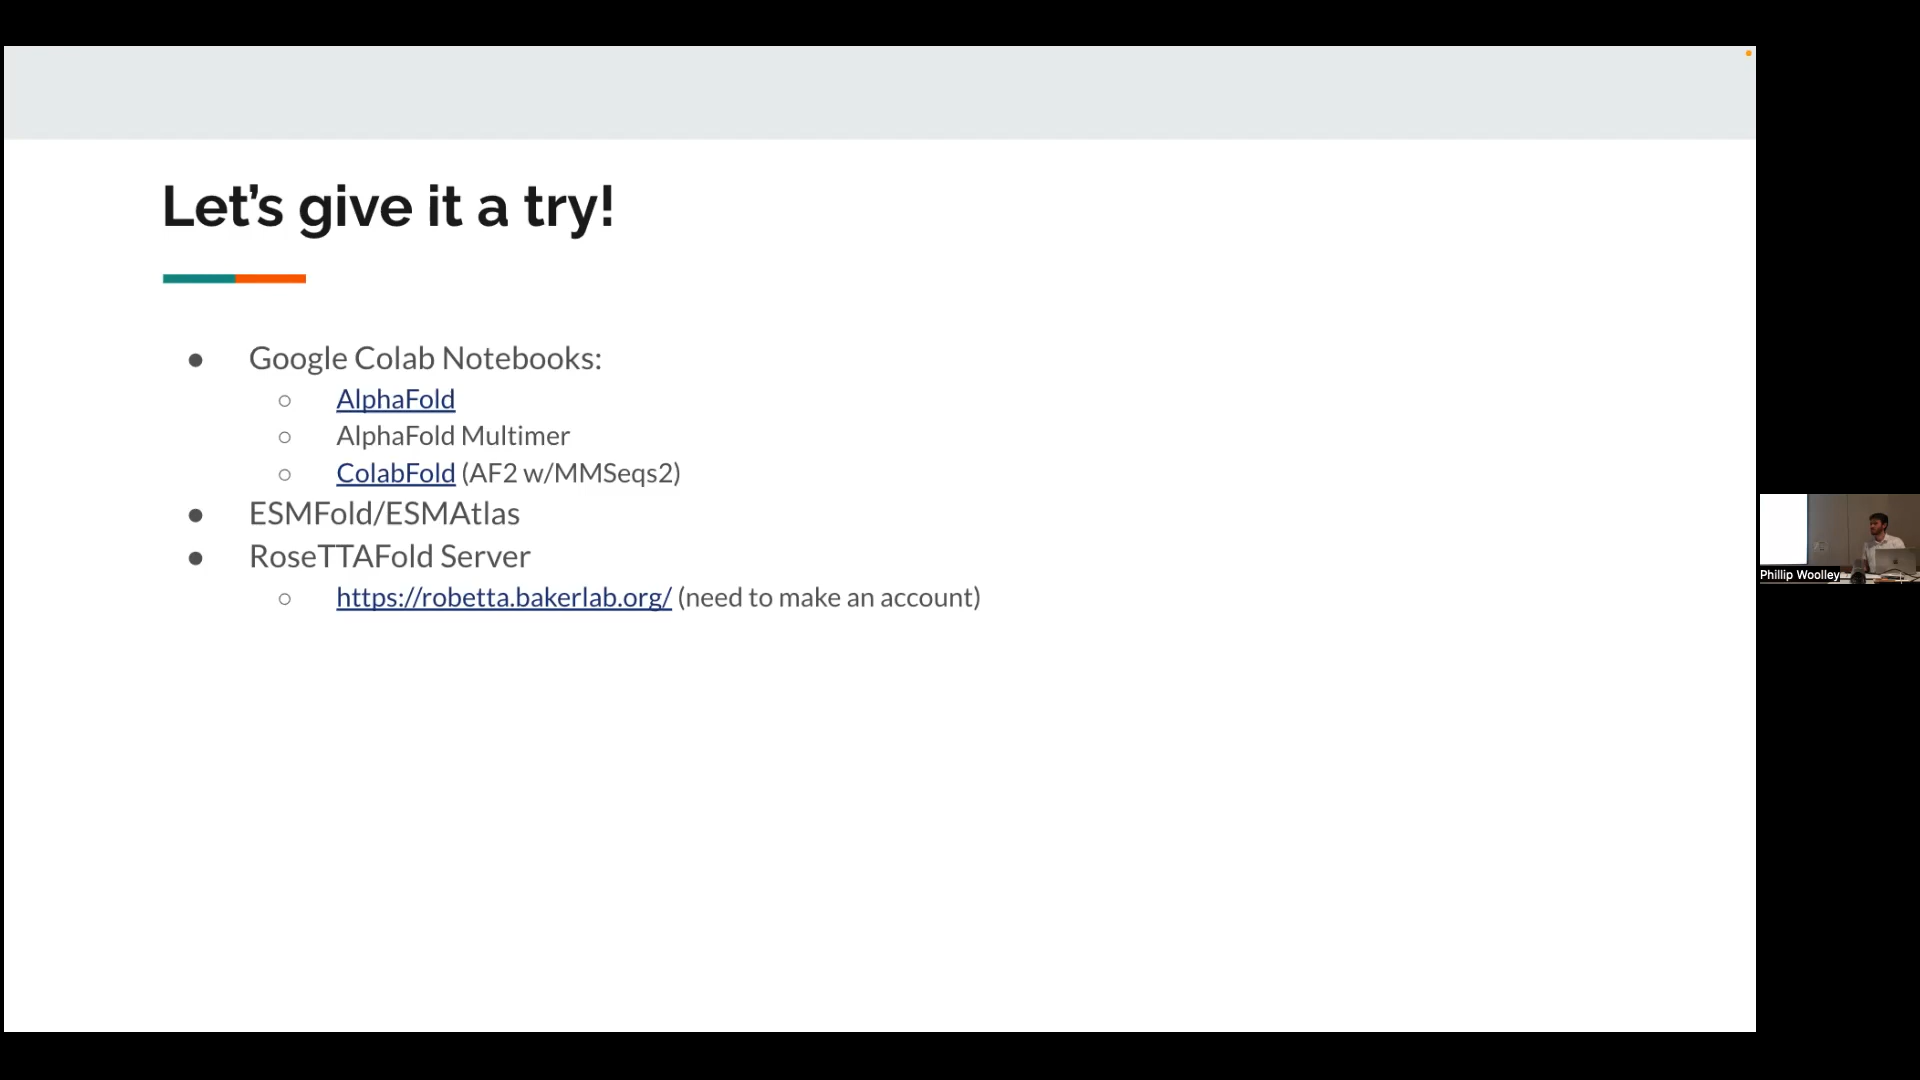 Let’s give it a try!
● Google Colab Notebooks:
○ AlphaFold
○ AlphaFold Multimer
○ ColabFold (AF2 w/MMSeqs2)
● ESMFold/ESMAtlas
● RoseTTAFold Server
○ https://robetta.bakerlab.org/ (need to make an account)
Phillip Woolley